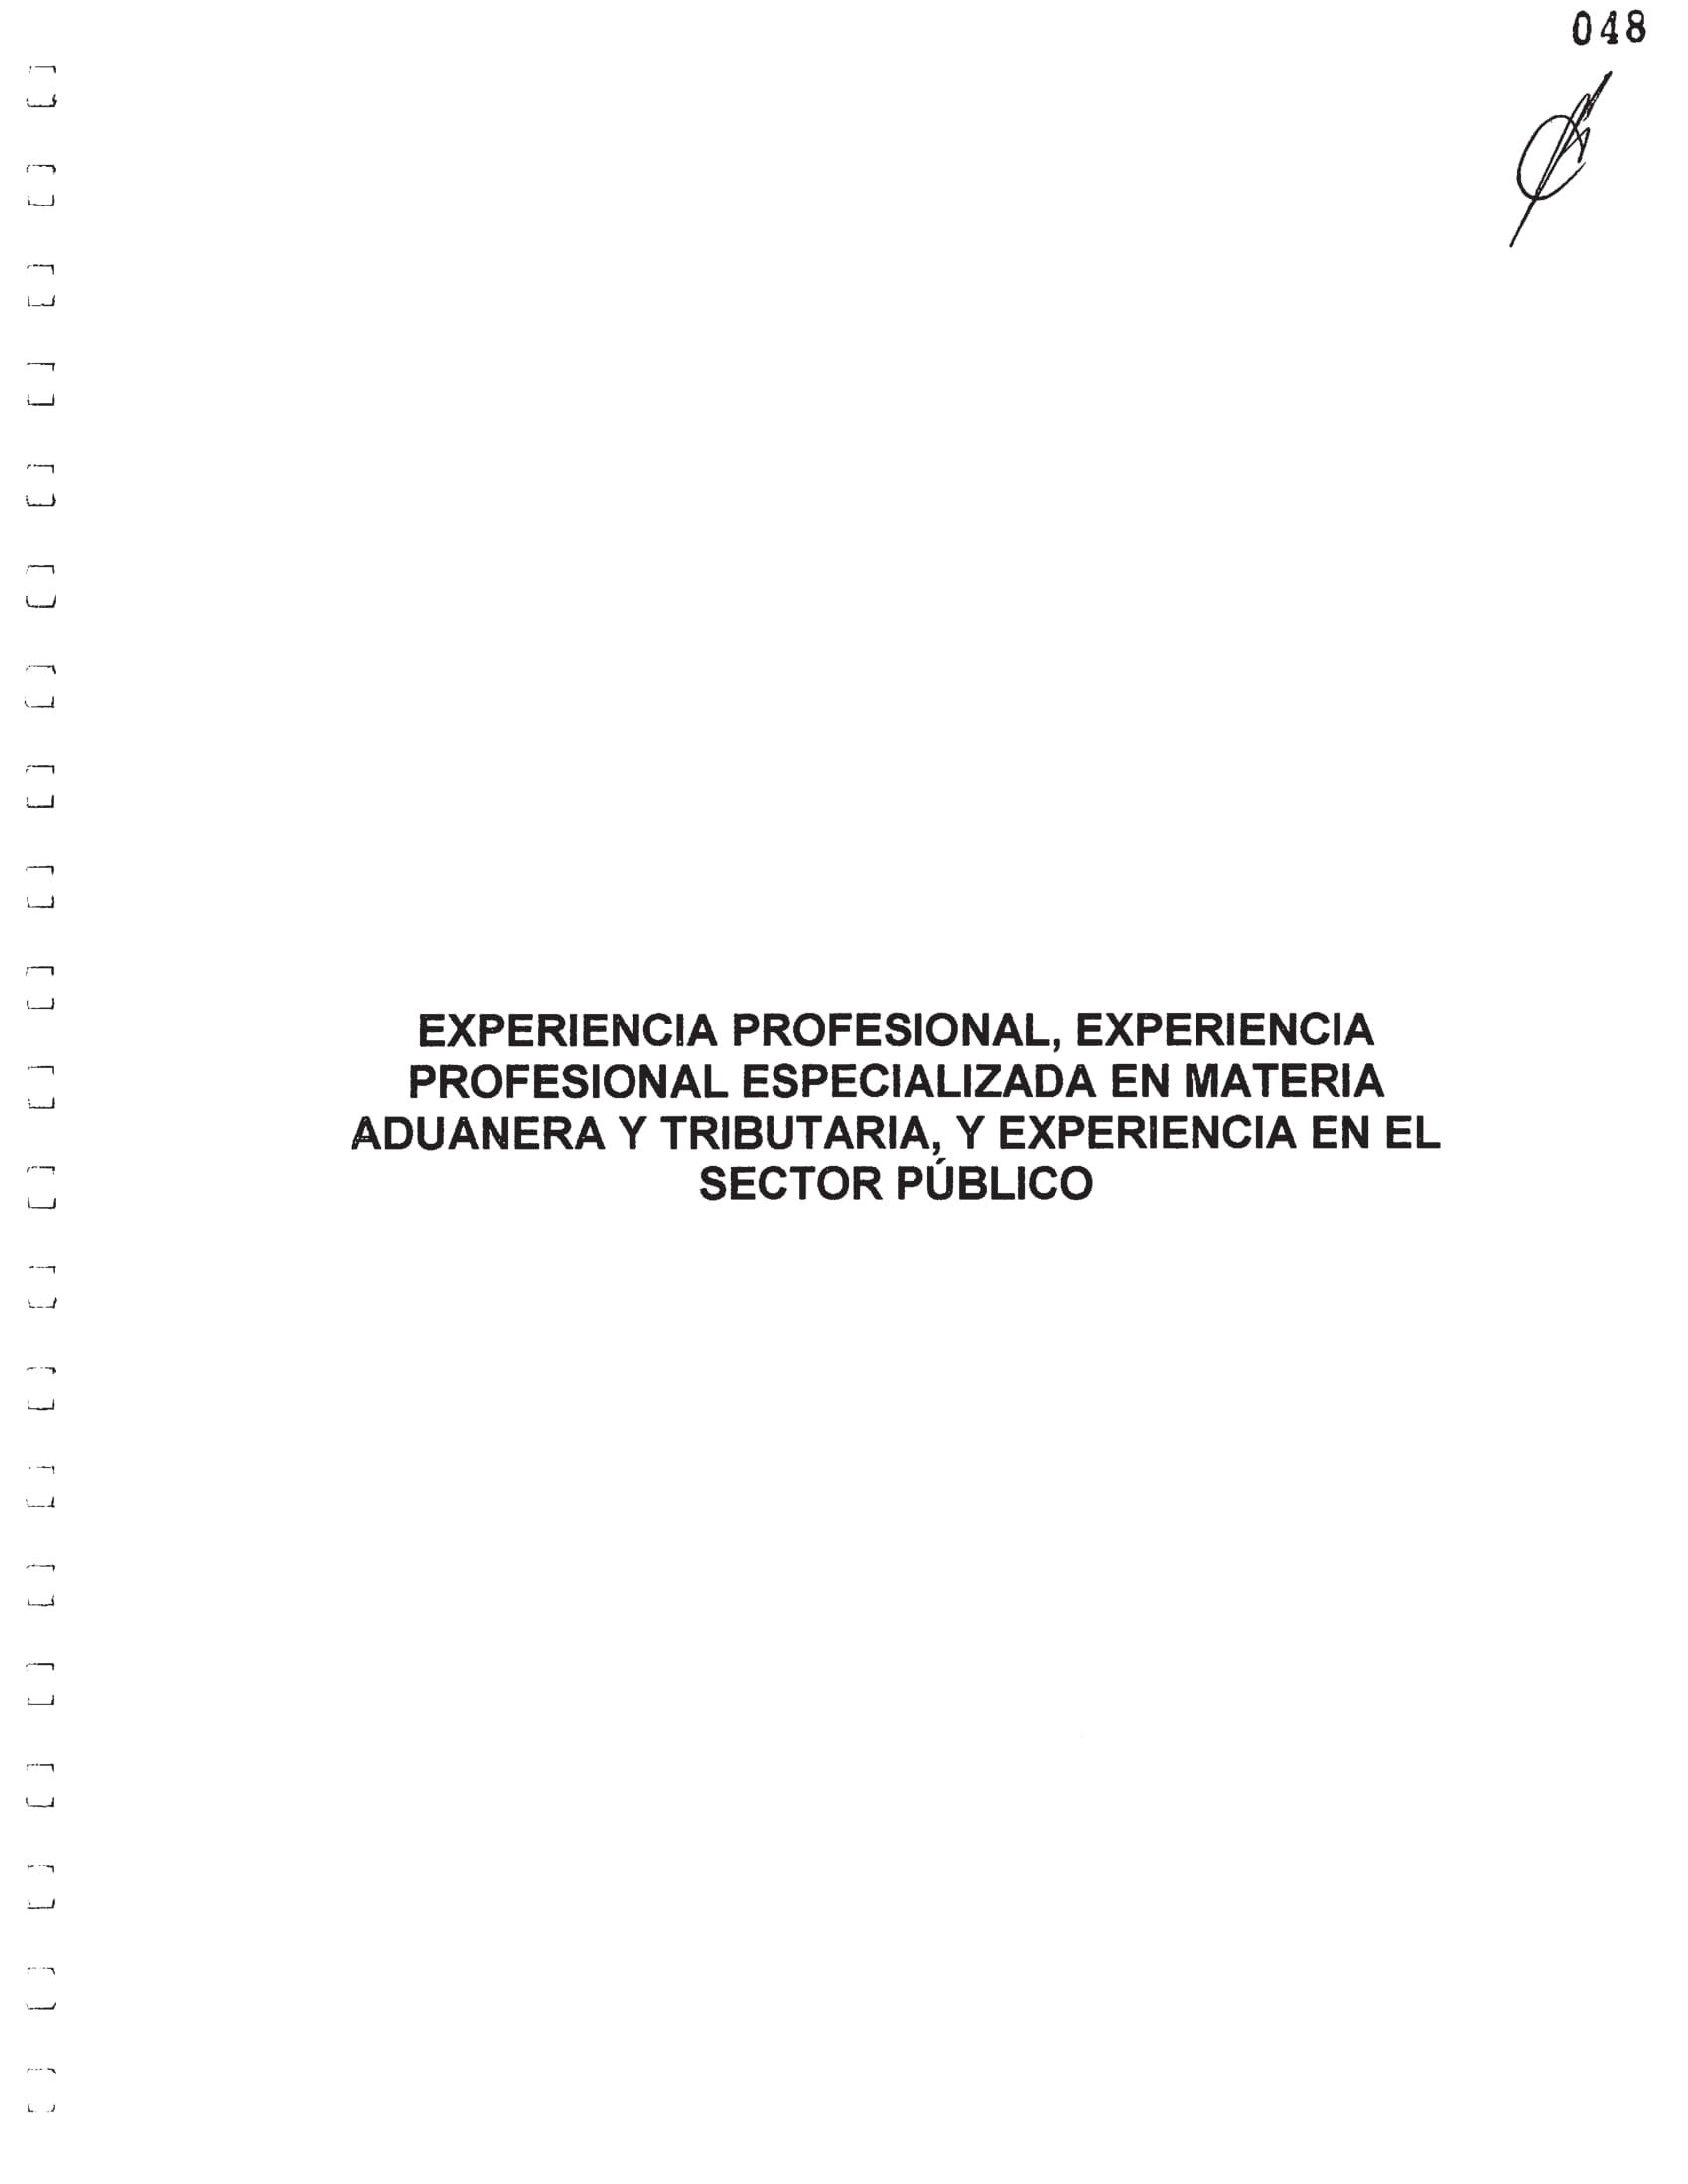 048
EXPERIENCIA PROFESIONAL, EXPERIENCIA
PROFESIONAL ESPECIALIZADA EN MATERIA
ADUANERA Y TRIBUTARIA, Y EXPERIENCIA EN EL
SECTOR PÚBLICO